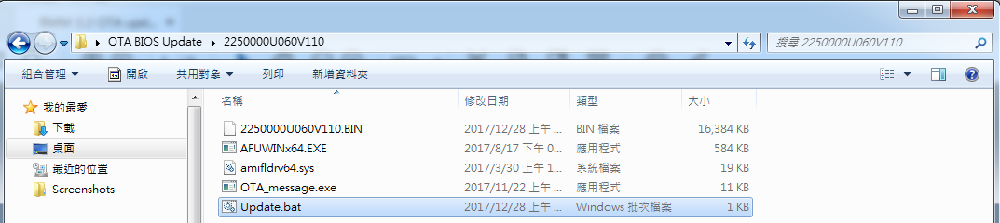 OTA BIOS Update ▸ 2250000U060V110
搜尋 2250000U060V110
組合管理 開啟 共用對象 列印 新增資料夾
我的最愛
下載
桌面
最近的位置
Screenshots
名稱 修改日期 類型 大小
2250000U060V110.BIN 2017/12/28 上午 ... BIN 檔案 16,384 KB
AFUWINx64.EXE 2017/8/17 下午 0... 應用程式 584 KB
amifldrv64.sys 2017/3/30 上午 1... 系統檔案 19 KB
OTA_message.exe 2017/11/22 上午 ... 應用程式 11 KB
Update.bat 2017/12/28 上午 ... Windows 批次檔案 1 KB